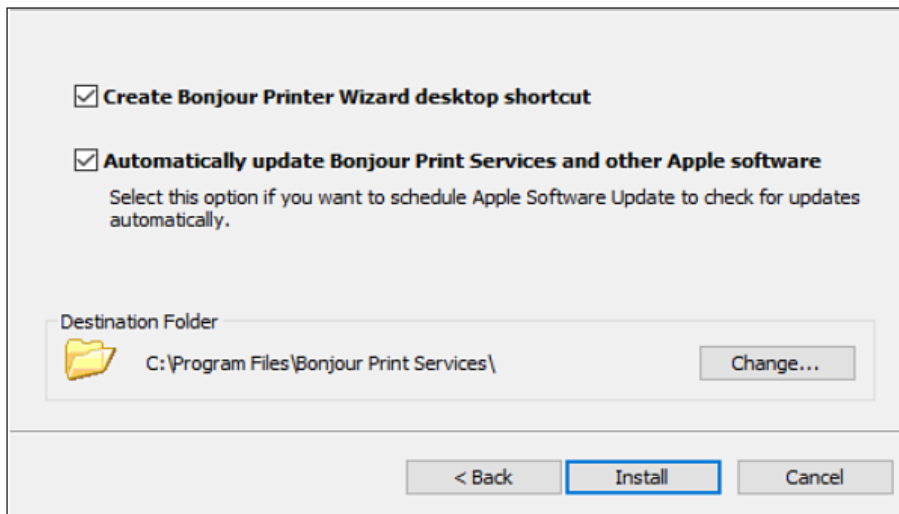 Create Bonjour Printer Wizard desktop shortcut
Automatically update Bonjour Print Services and other Apple software
Select this option if you want to schedule Apple Software Update to check for updates
automatically.
Destination Folder
C:\Program Files\Bonjour Print Services\
Change...
< Back
Install
Cancel